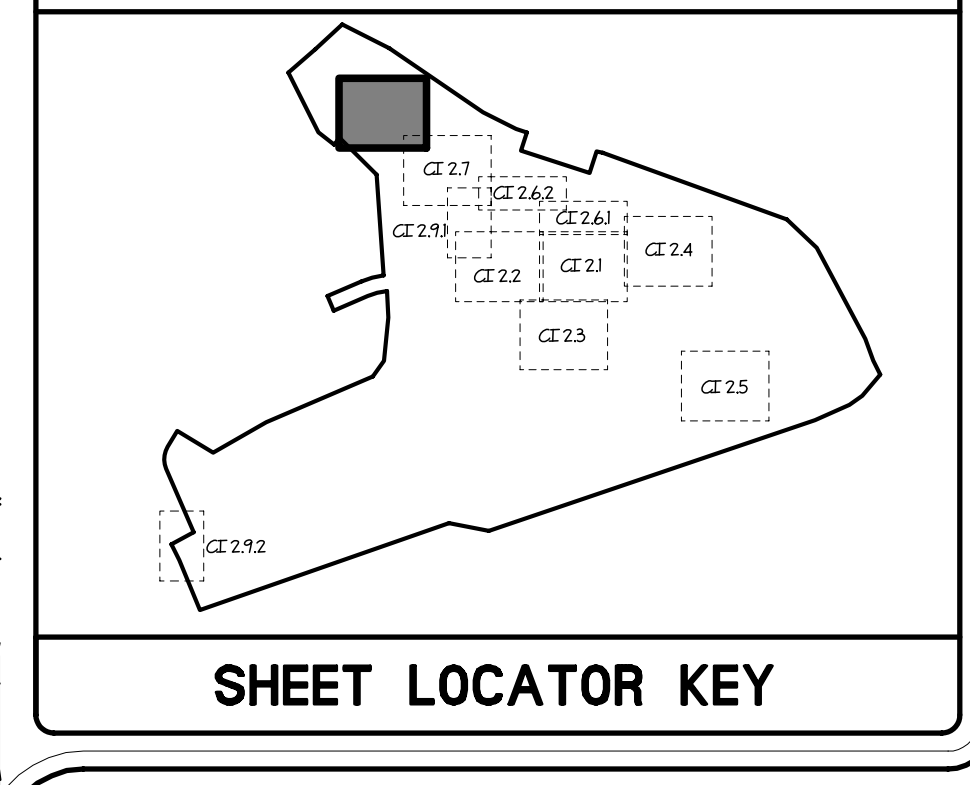 CI 2.7
CI 2.6.2
CI 2.6.1
CI 2.9.1
CI 2.4
CI 2.2
CI 2.1
CI 2.3
CI 2.5
CI 2.9.2
SHEET LOCATOR KEY